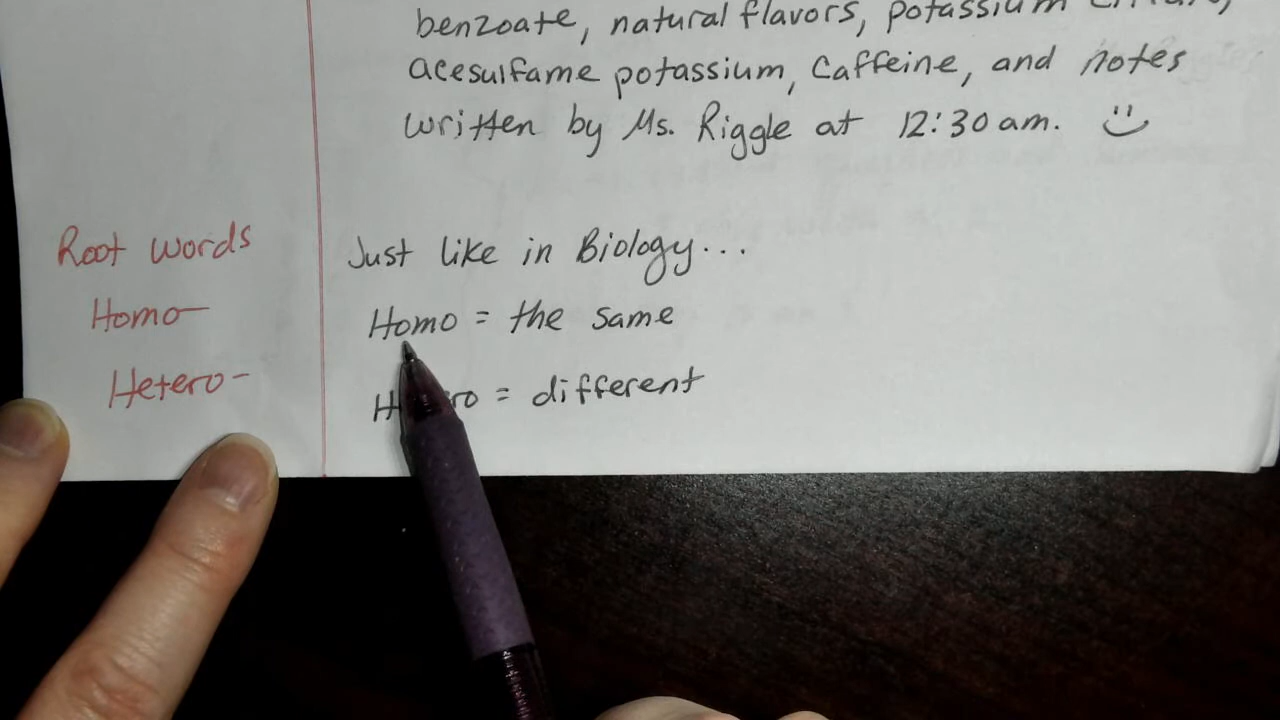 benzoate, natural flavors, potassium
acesulfame potassium, Caffeine, and notes
written by Ms. Riggle at 12:30 am.
Root Words
Just like in Biology...
Homo-
Homo = the same
Hetero-
= different